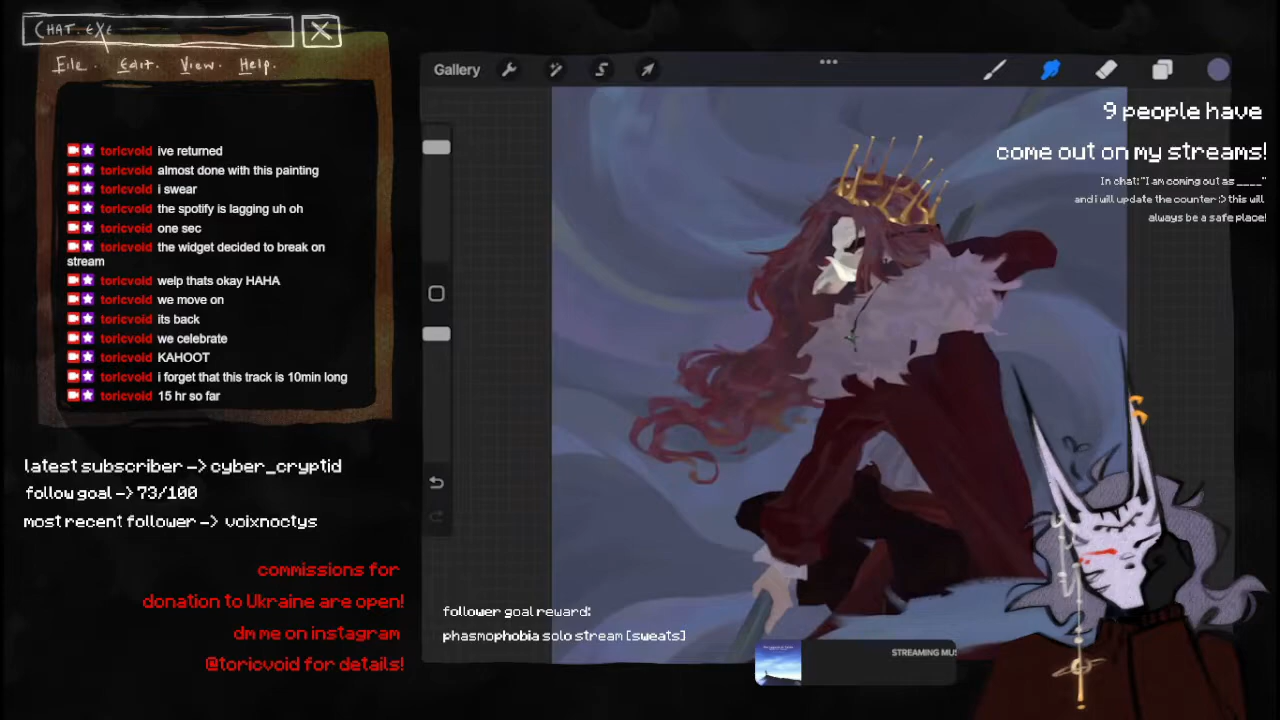 CHAT.EXE
File. Edit. View. Help.
toricvoid ive returned
toricvoid almost done with this painting
toricvoid i swear
toricvoid the spotify is lagging uh oh
toricvoid one sec
toricvoid the widget decided to break on
stream
toricvoid welp thats okay HAHA
toricvoid we move on
toricvoid its back
toricvoid we celebrate
toricvoid KAHOOT
toricvoid i forget that this track is 10min long
toricvoid 15 hr so far
latest subscriber -> cyber_cryptid
follow goal -> 73/100
most recent follower -> voixnoctys
commissions for
donation to Ukraine are open!
dm me on instagram
@toricvoid for details!
Gallery
9 people have
come out on my streams!
In chat: "I am coming out as ____"
and i will update the counter :> this will
always be a safe place!
follower goal reward:
phasmophobia solo stream [sweats]
STREAMING MUS